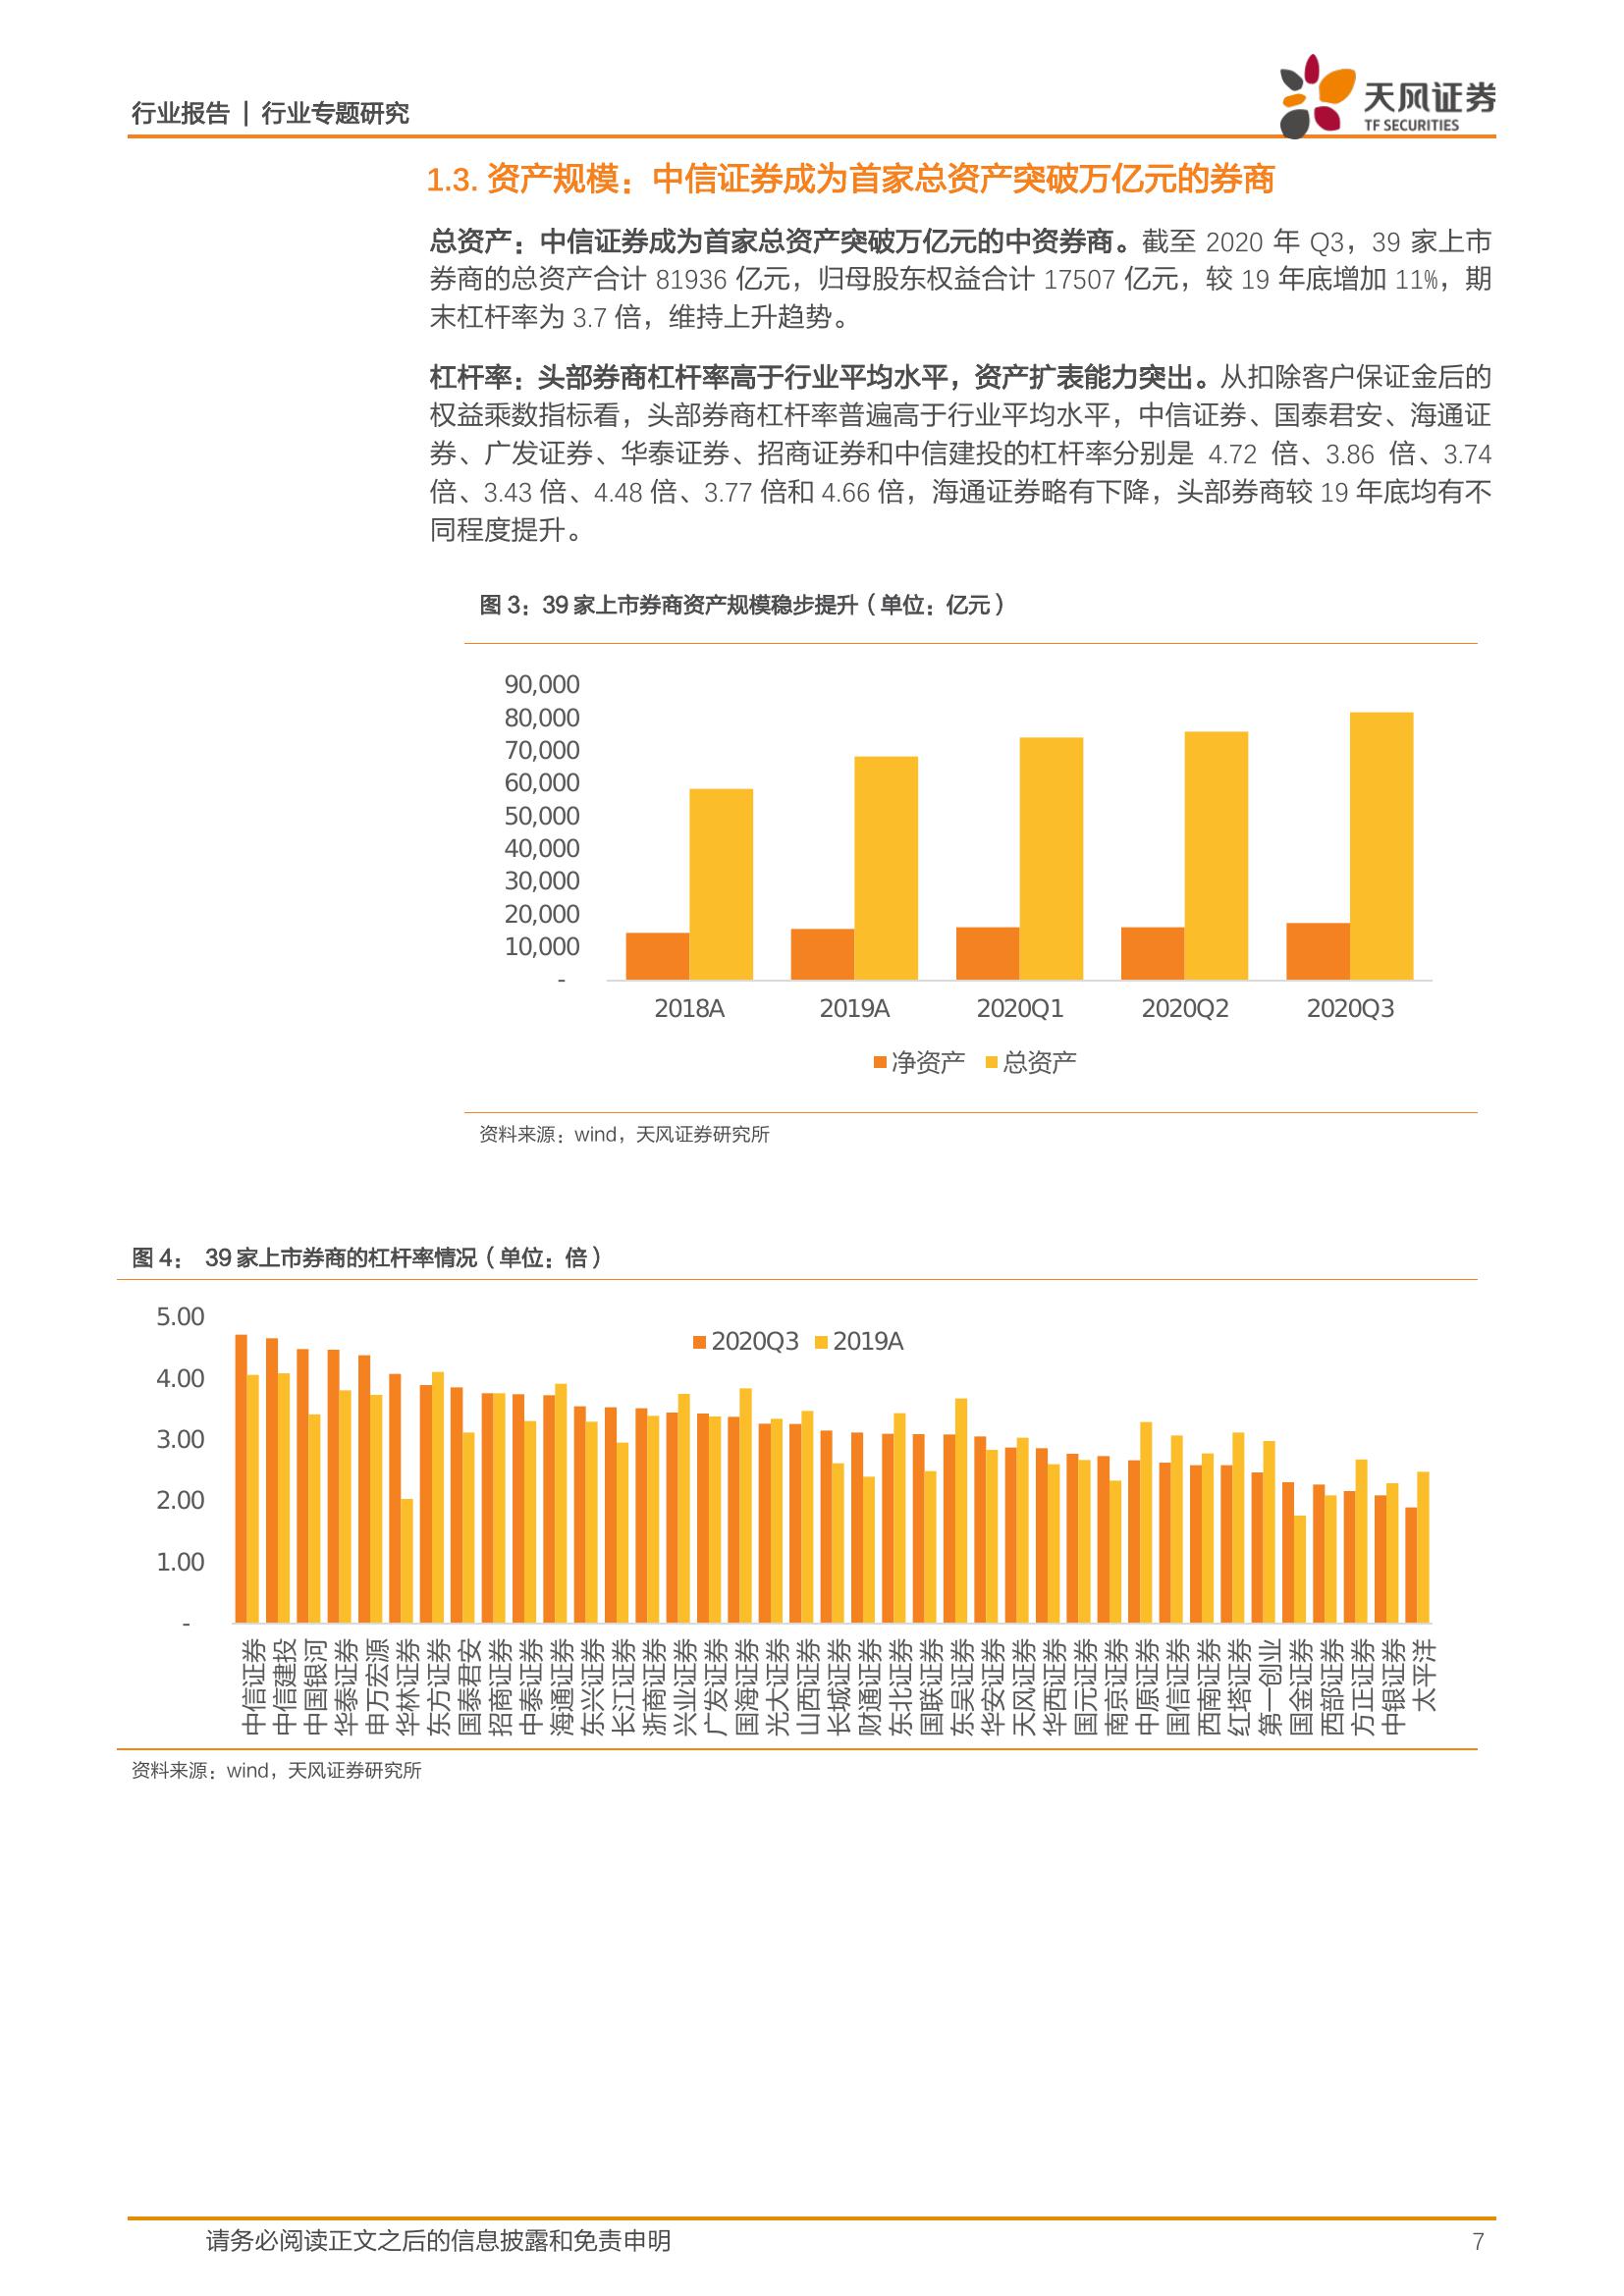 行业报告 | 行业专题研究
天风证券
TF SECURITIES
1.3. 资产规模：中信证券成为首家总资产突破万亿元的券商
总资产：中信证券成为首家总资产突破万亿元的中资券商。截至 2020 年 Q3，39 家上市
券商的总资产合计 81936 亿元，归母股东权益合计 17507 亿元，较 19 年底增加 11%，期
末杠杆率为 3.7 倍，维持上升趋势。
杠杆率：头部券商杠杆率高于行业平均水平，资产扩表能力突出。从扣除客户保证金后的
权益乘数指标看，头部券商杠杆率普遍高于行业平均水平，中信证券、国泰君安、海通证
券、广发证券、华泰证券、招商证券和中信建投的杠杆率分别是 4.72 倍、3.86 倍、3.74
倍、3.43 倍、4.48 倍、3.77 倍和 4.66 倍，海通证券略有下降，头部券商较 19 年底均有不
同程度提升。
图 3：39 家上市券商资产规模稳步提升（单位：亿元）
90,000
80,000
70,000
60,000
50,000
40,000
30,000
20,000
10,000
-
2018A 2019A 2020Q1 2020Q2 2020Q3
净资产 总资产
资料来源：wind，天风证券研究所
图 4： 39 家上市券商的杠杆率情况（单位：倍）
5.00
4.00
3.00
2.00
1.00
-
2020Q3 2019A
中信证券
中信建投
中国银河
华泰证券
申万宏源
华林证券
东方证券
国泰君安
招商证券
中泰证券
海通证券
东兴证券
长江证券
浙商证券
兴业证券
广发证券
国海证券
光大证券
山西证券
长城证券
财通证券
东北证券
国联证券
东吴证券
华安证券
天风证券
华西证券
国元证券
南京证券
中原证券
国信证券
西南证券
红塔证券
第一创业
国金证券
西部证券
方正证券
中银证券
太平洋
资料来源：wind，天风证券研究所
请务必阅读正文之后的信息披露和免责申明
7